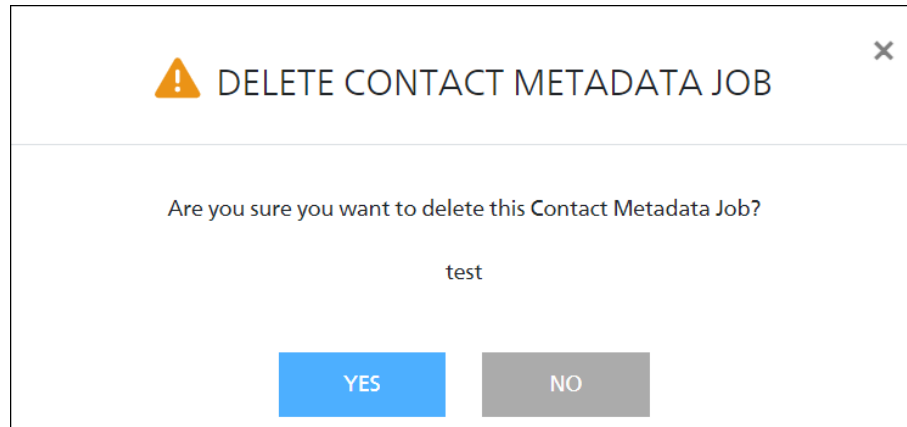 DELETE CONTACT METADATA JOB
Are you sure you want to delete this Contact Metadata Job?
test
YES
NO